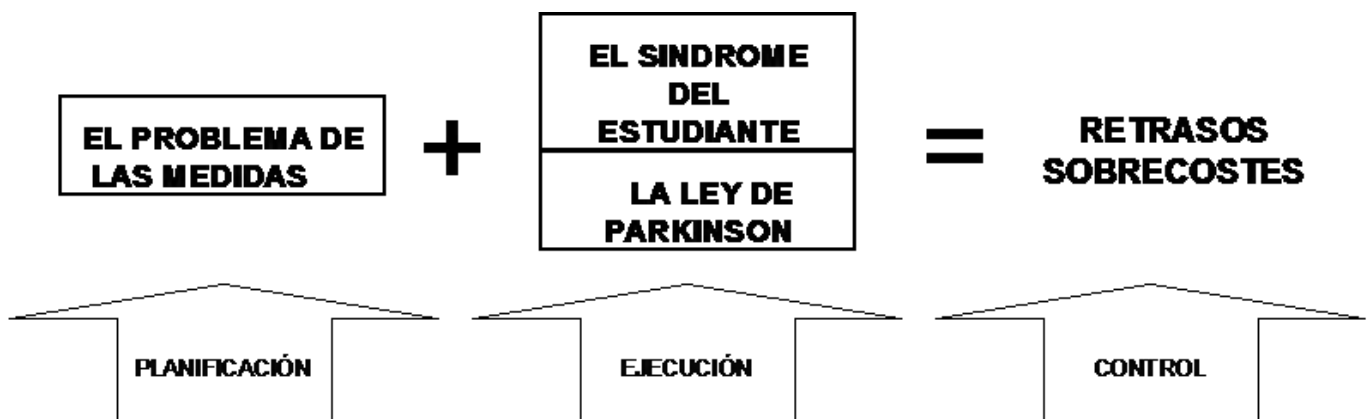 EL PROBLEMA DE
LAS MEDIDAS
+
EL SINDROME
DEL
ESTUDIANTE
LA LEY DE
PARKINSON
=
RETRASOS
SOBRECOSTES
PLANIFICACIÓN
EJECUCIÓN
CONTROL